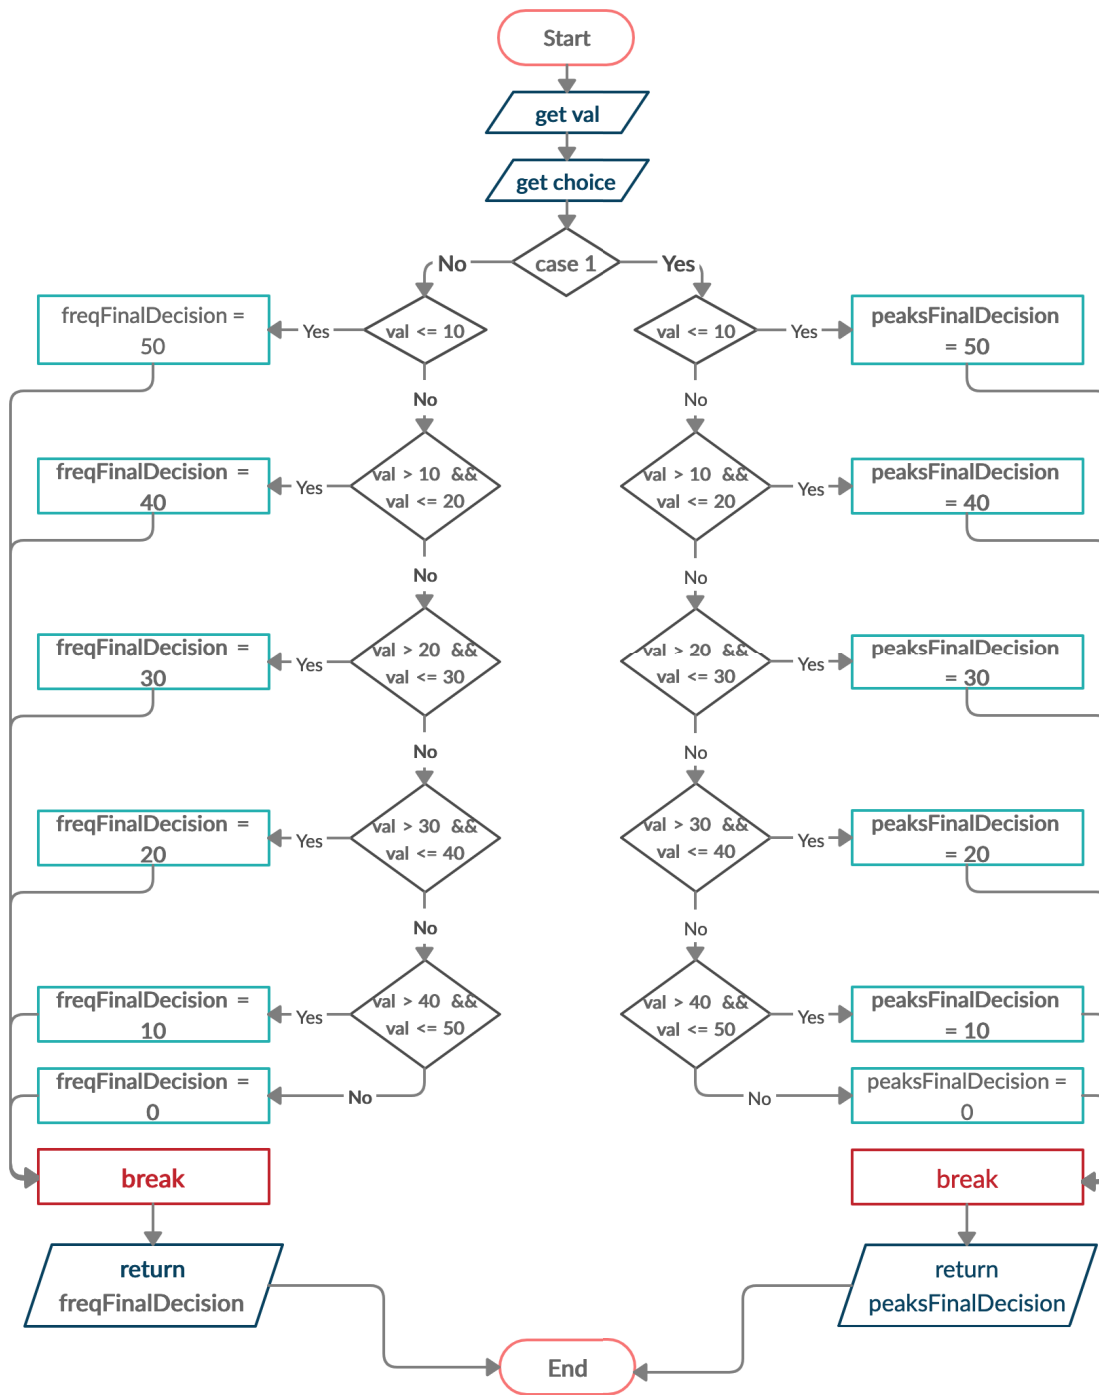 Start
get val
get choice
case 1
No
Yes
freqFinalDecision =
50
Yes
val <= 10
val <= 10
Yes
peaksFinalDecision
= 50
No
No
freqFinalDecision =
40
Yes
val > 10 &&
val <= 20
val > 10 &&
val <= 20
Yes
peaksFinalDecision
= 40
No
No
freqFinalDecision =
30
Yes
val > 20 &&
val <= 30
val > 20 &&
val <= 30
Yes
peaksFinalDecision
= 30
No
No
freqFinalDecision =
20
Yes
val > 30 &&
val <= 40
val > 30 &&
val <= 40
Yes
peaksFinalDecision
= 20
No
No
freqFinalDecision =
10
Yes
val > 40 &&
val <= 50
val > 40 &&
val <= 50
Yes
peaksFinalDecision
= 10
freqFinalDecision =
0
No
No
peaksFinalDecision =
0
break
break
return
freqFinalDecision
return
peaksFinalDecision
End